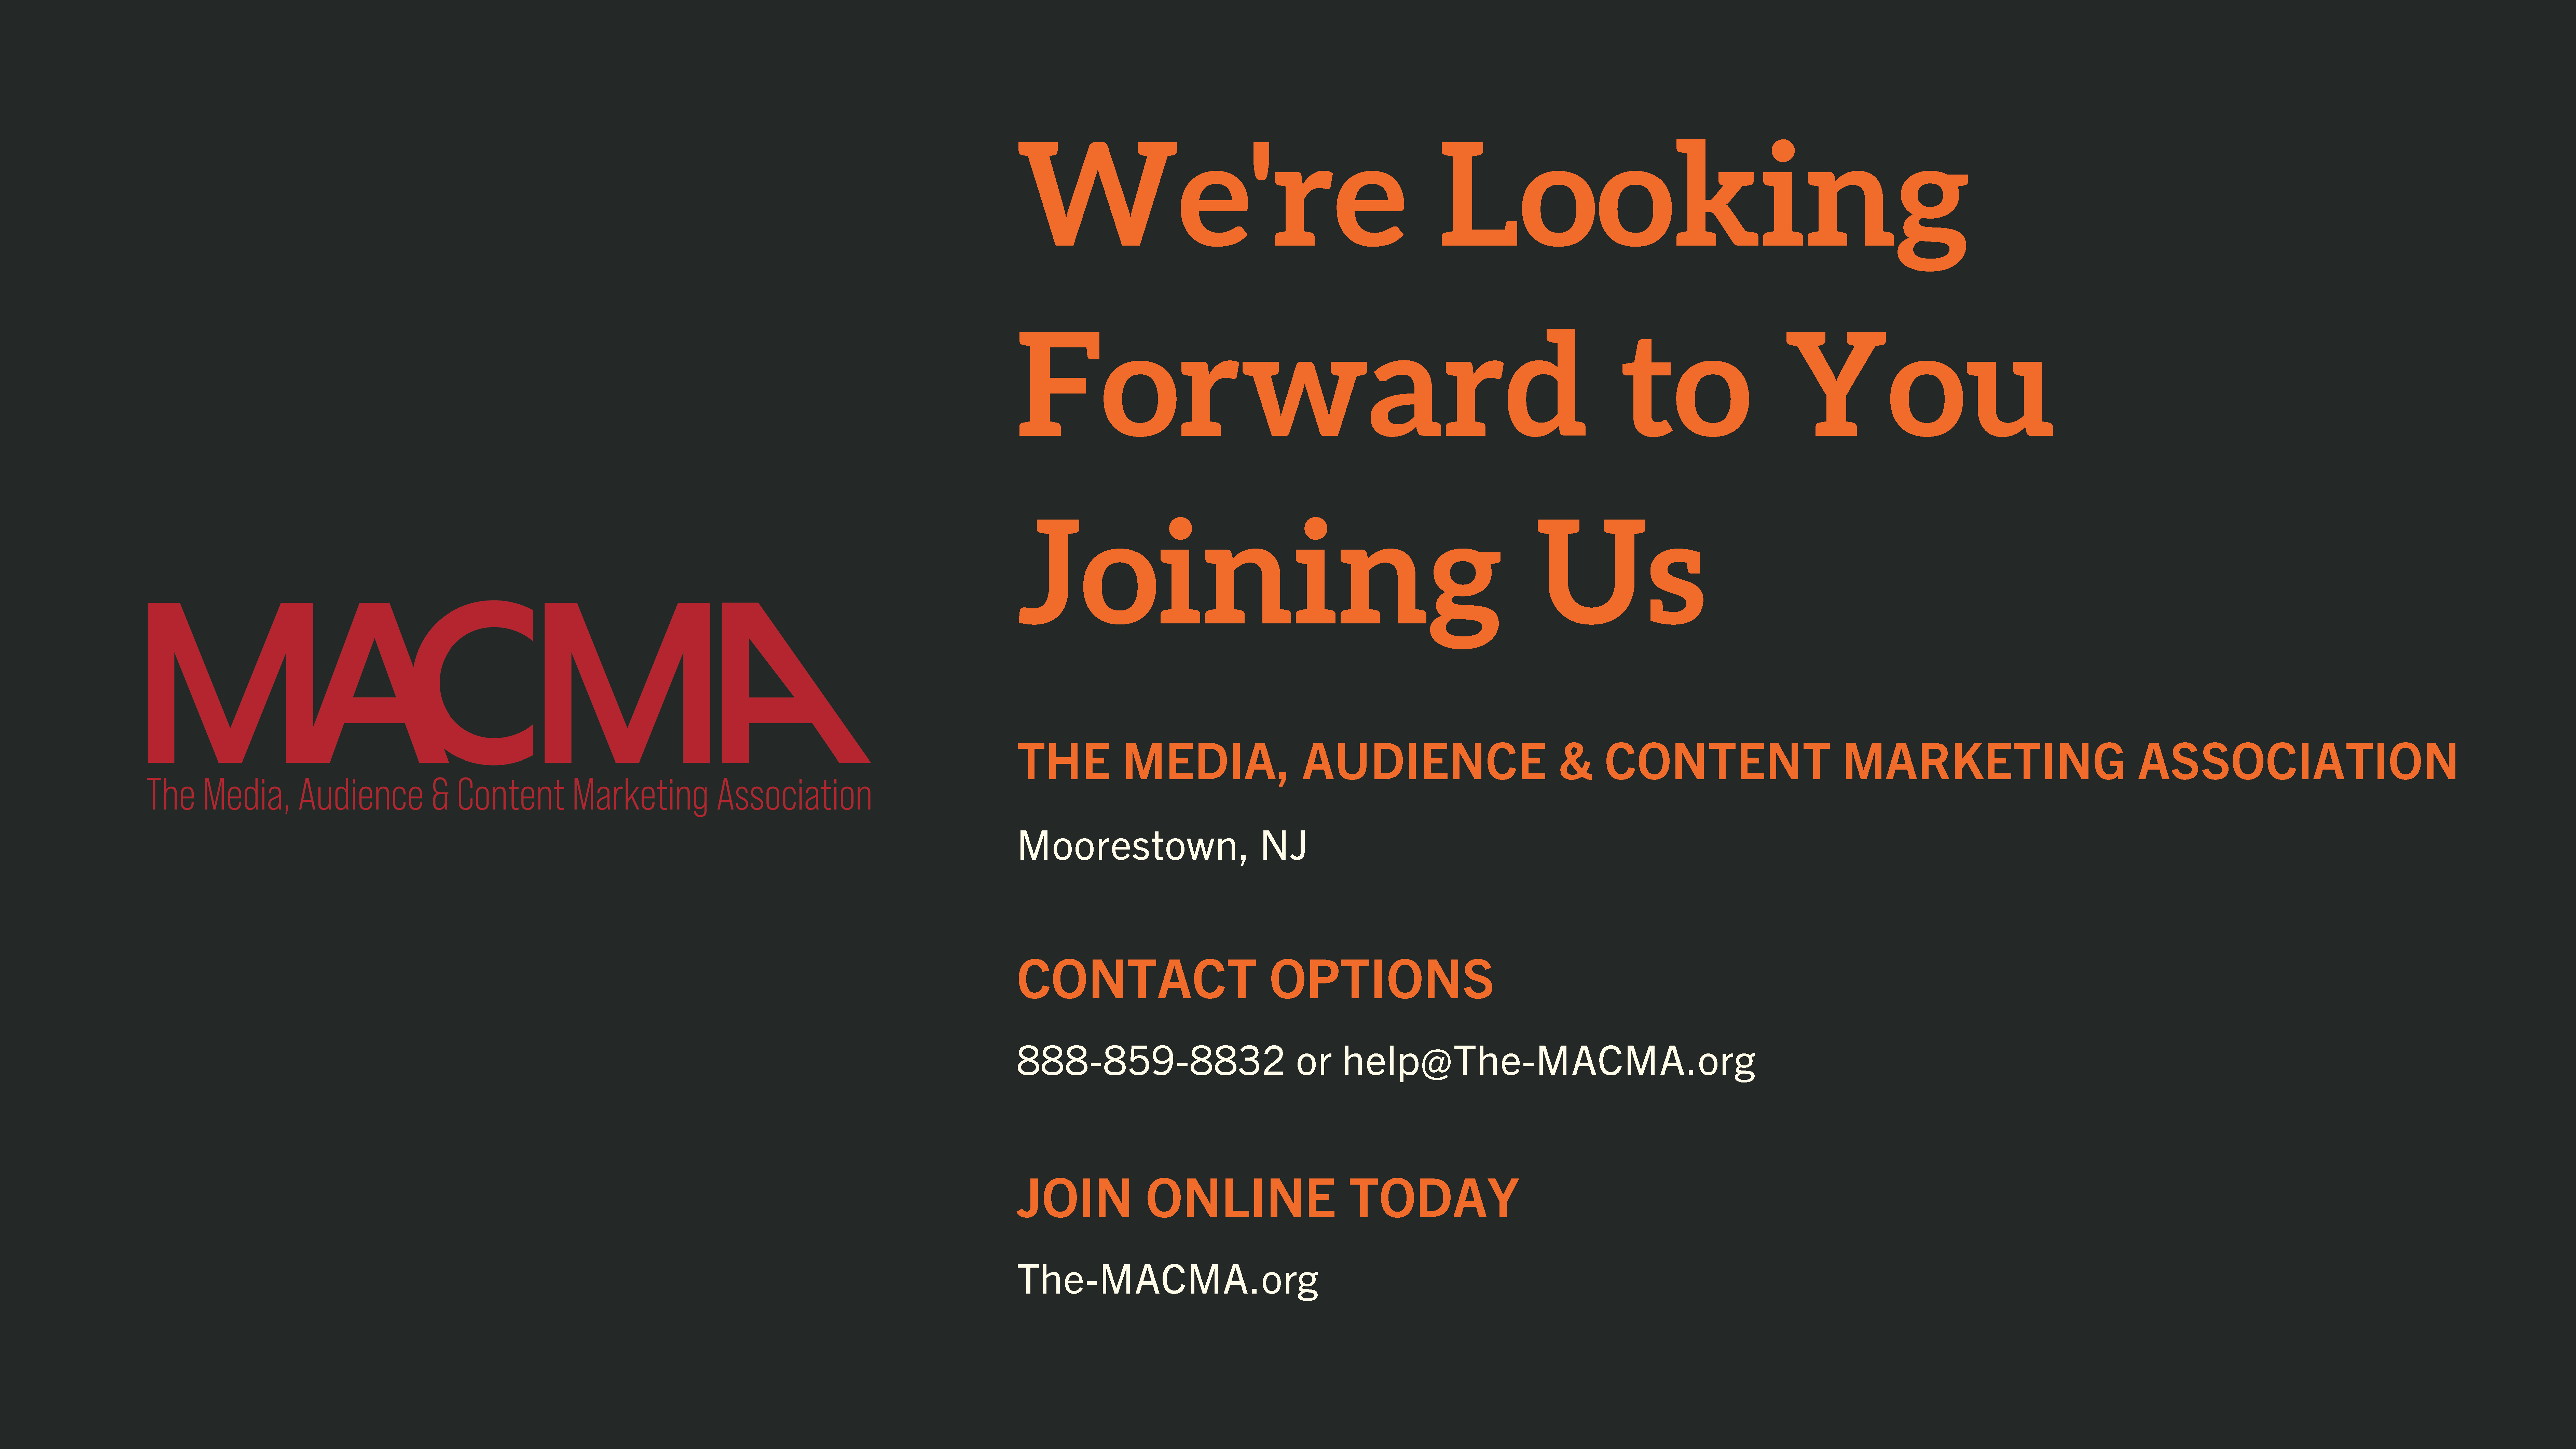 MACMA
The Media, Audience & Content Marketing Association
We're Looking
Forward to You
Joining Us
THE MEDIA, AUDIENCE & CONTENT MARKETING ASSOCIATION
Moorestown, NJ
CONTACT OPTIONS
888-859-8832 or help@The-MACMA.org
JOIN ONLINE TODAY
The-MACMA.org